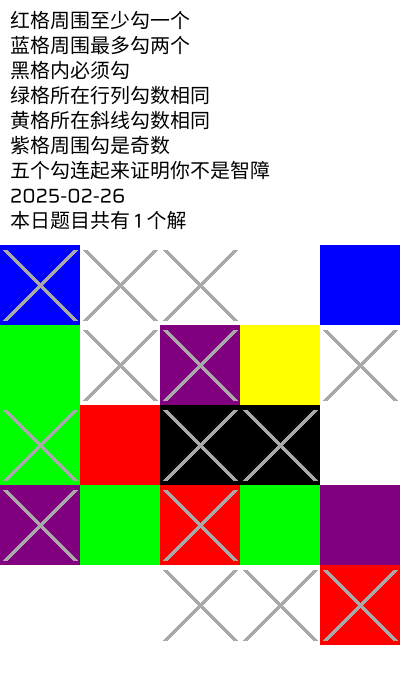 红格周围至少勾一个
蓝格周围最多勾两个
黑格内必须勾
绿格所在行列勾数相同
黄格所在斜线勾数相同
紫格周围勾是奇数
五个勾连起来证明你不是智障
2025-02-26
本日题目共有1个解